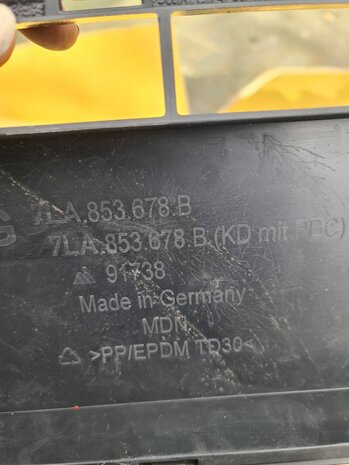 G 7LA.853.678.B
7LA.853.678.B (KD mit PDC)
91738
Made in Germany
MDN
>PP/EPDM TD30<